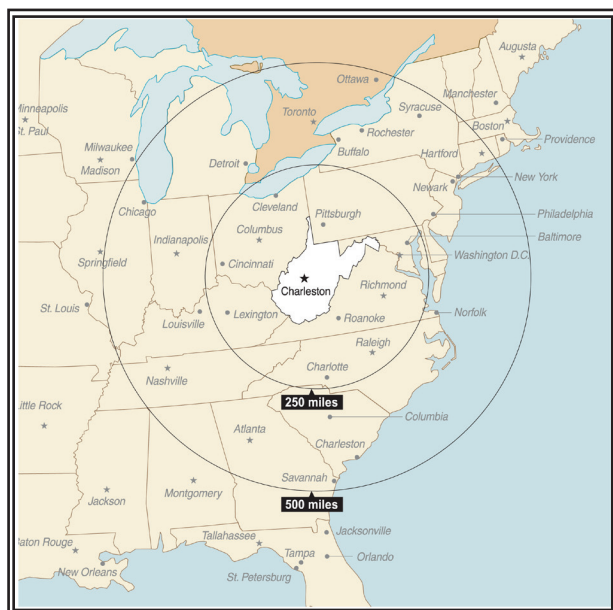 Augusta
Ottawa
Minneapolis
St. Paul
Manchester
Toronto
Syracuse
Boston
Rochester
Milwaukee
Madison
Buffalo
Hartford
Providence
Detroit
New York
Newark
Chicago
Cleveland
Pittsburgh
Philadelphia
Columbus
Baltimore
Indianapolis
Washington D.C.
Springfield
Cincinnati
Charleston
Richmond
St. Louis
Louisville
Lexington
Roanoke
Norfolk
Raleigh
Nashville
Charlotte
250 miles
Little Rock
Columbia
Atlanta
Charleston
Savannah
Jackson
Montgomery
500 miles
Jacksonville
Baton Rouge
Tallahassee
Tampa
Orlando
New Orleans
St. Petersburg